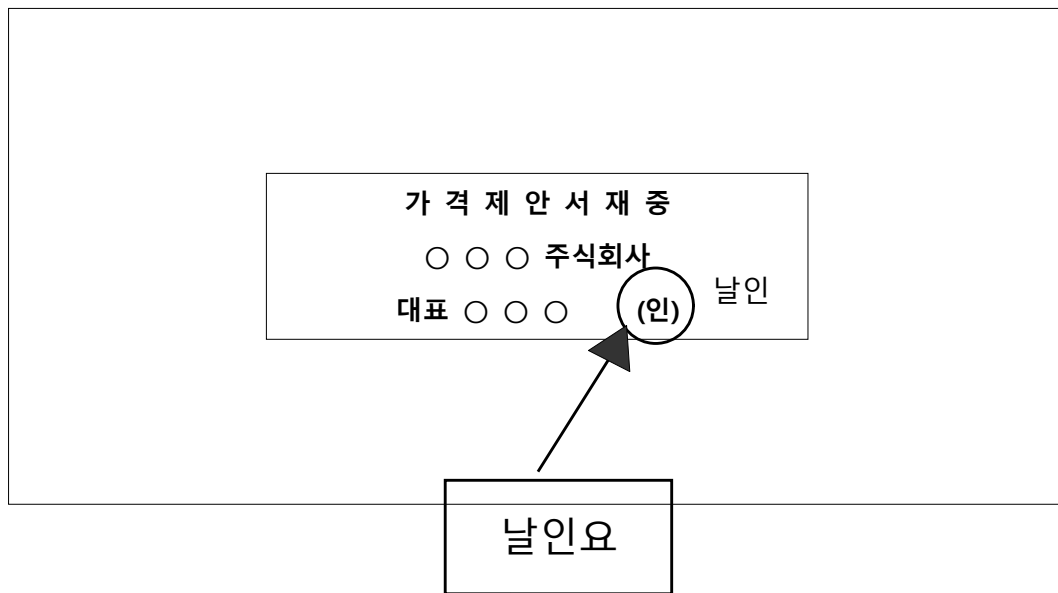 가 격 제 안 서 재 중
○ ○ ○ 주식회사
대표 ○ ○ ○ (인) 날인
날인요